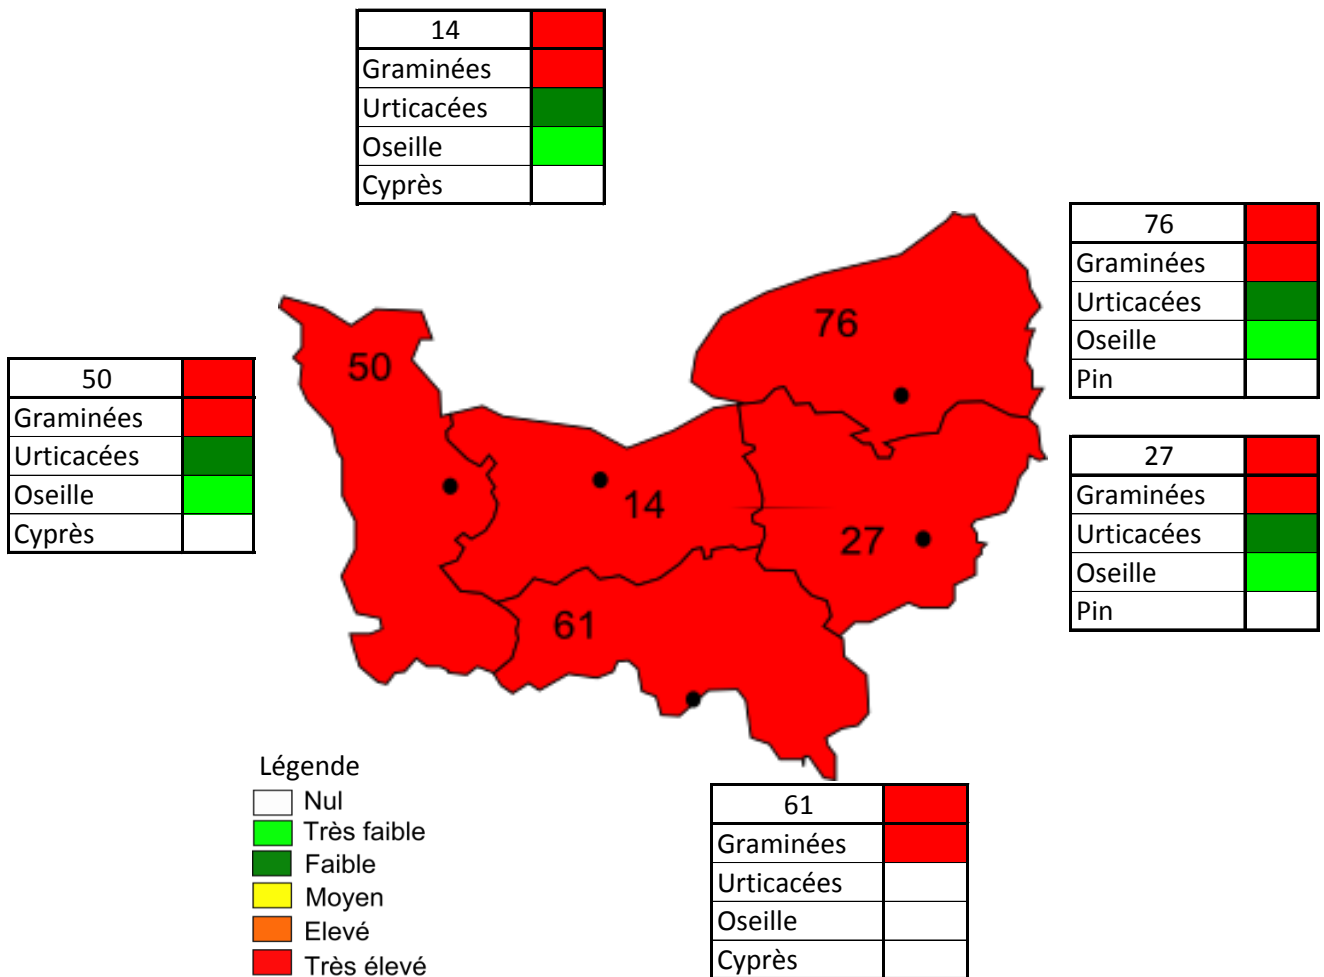 14
Graminées
Urticacées
Oseille
Cyprès
76
Graminées
Urticacées
Oseille
Pin
50
Graminées
Urticacées
Oseille
Cyprès
27
Graminées
Urticacées
Oseille
Pin
76
50
14
27
61
Légende
Nul
Très faible
Faible
Moyen
Elevé
Très élevé
61
Graminées
Urticacées
Oseille
Cyprès